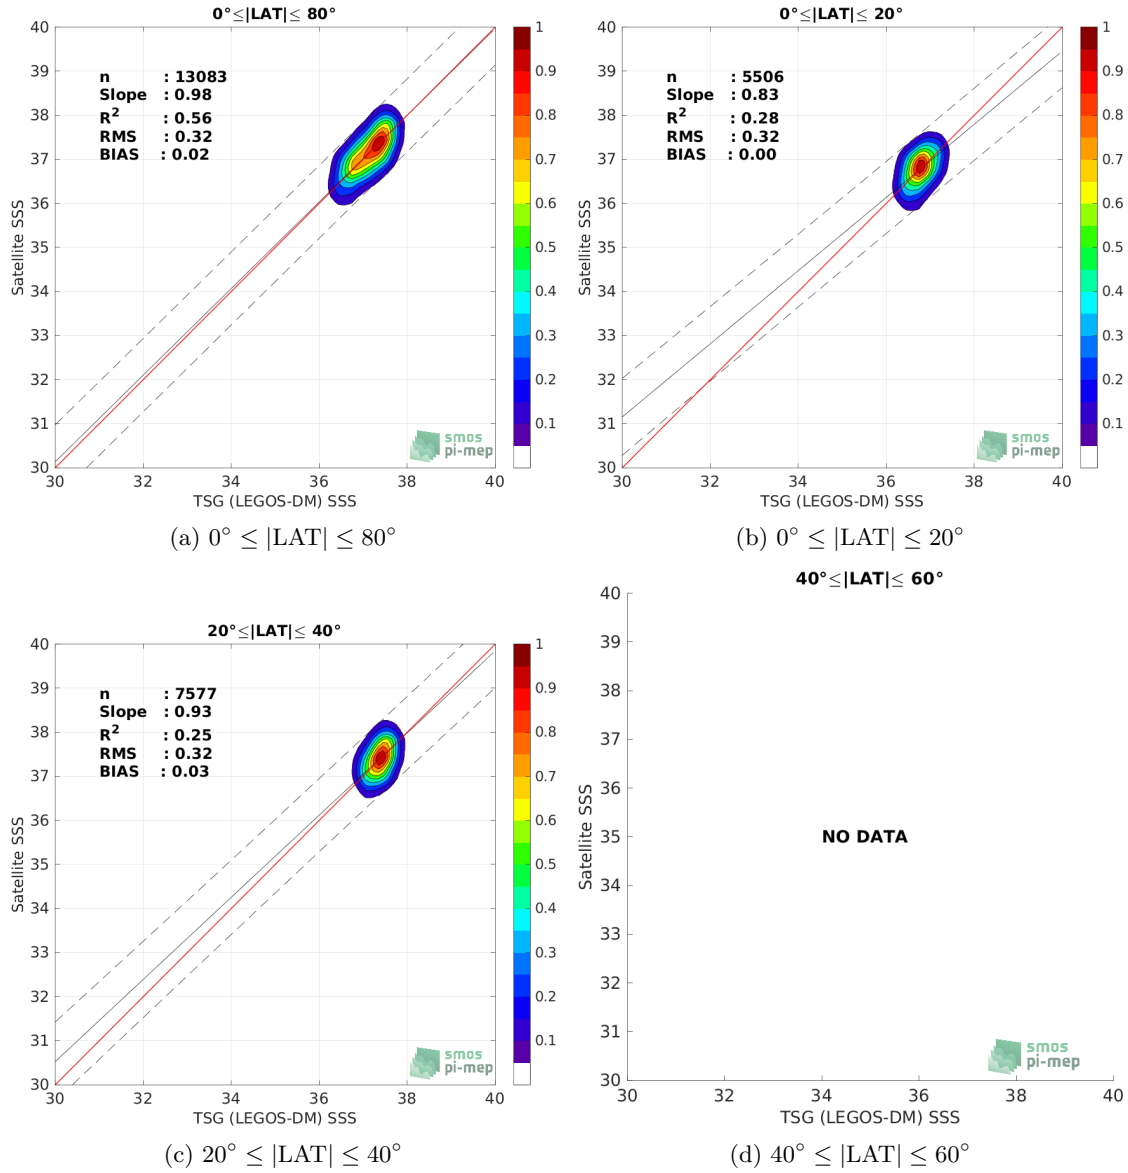 0°≤|LAT|≤ 80°
n : 13083
Slope : 0.98
R² : 0.56
RMS : 0.32
BIAS : 0.02
Satellite SSS
40
39
38
37
36
35
34
33
32
31
30
30 32 34 36 38 40
TSG (LEGOS-DM) SSS
smos
pi-mep
1
0.9
0.8
0.7
0.6
0.5
0.4
0.3
0.2
0.1
(a) 0° ≤ |LAT| ≤ 80°
0°≤|LAT|≤ 20°
n : 5506
Slope : 0.83
R² : 0.28
RMS : 0.32
BIAS : 0.00
Satellite SSS
40
39
38
37
36
35
34
33
32
31
30
30 32 34 36 38 40
TSG (LEGOS-DM) SSS
smos
pi-mep
1
0.9
0.8
0.7
0.6
0.5
0.4
0.3
0.2
0.1
(b) 0° ≤ |LAT| ≤ 20°
20°≤|LAT|≤ 40°
n : 7577
Slope : 0.93
R² : 0.25
RMS : 0.32
BIAS : 0.03
Satellite SSS
40
39
38
37
36
35
34
33
32
31
30
30 32 34 36 38 40
TSG (LEGOS-DM) SSS
smos
pi-mep
1
0.9
0.8
0.7
0.6
0.5
0.4
0.3
0.2
0.1
(c) 20° ≤ |LAT| ≤ 40°
40°≤|LAT|≤ 60°
NO DATA
Satellite SSS
40
39
38
37
36
35
34
33
32
31
30
30 32 34 36 38 40
TSG (LEGOS-DM) SSS
smos
pi-mep
(d) 40° ≤ |LAT| ≤ 60°